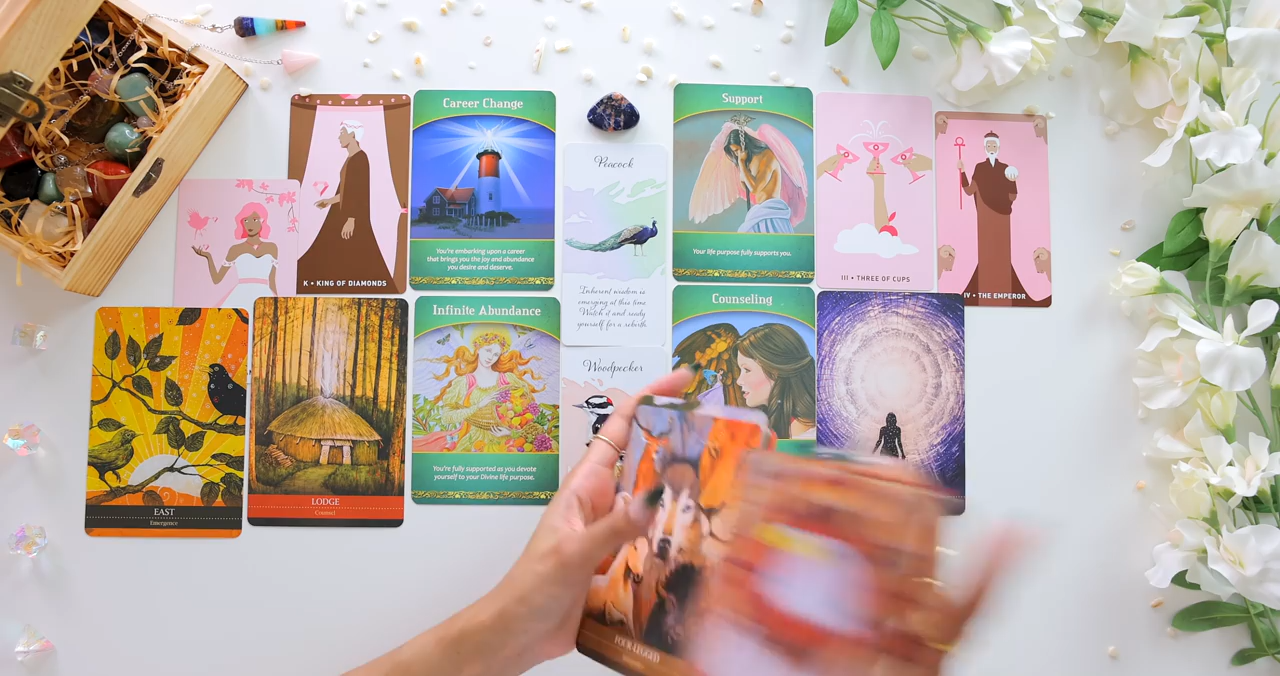 Career Change
You're embarking upon a career
that brings you the joy and abundance
you desire and deserve.
K • KING OF DIAMONDS
Peacock
Inherent wisdom is
emerging at this time.
Watch it and ready
yourself for a rebirth.
Support
Your life purpose fully supports you.
III • THREE OF CUPS
IV • THE EMPEROR
EAST
Emergence
LODGE
Counsel
Infinite Abundance
You're fully supported as you devote
yourself to your Divine life purpose.
Woodpecker
Counseling
FOUR-LEGGED